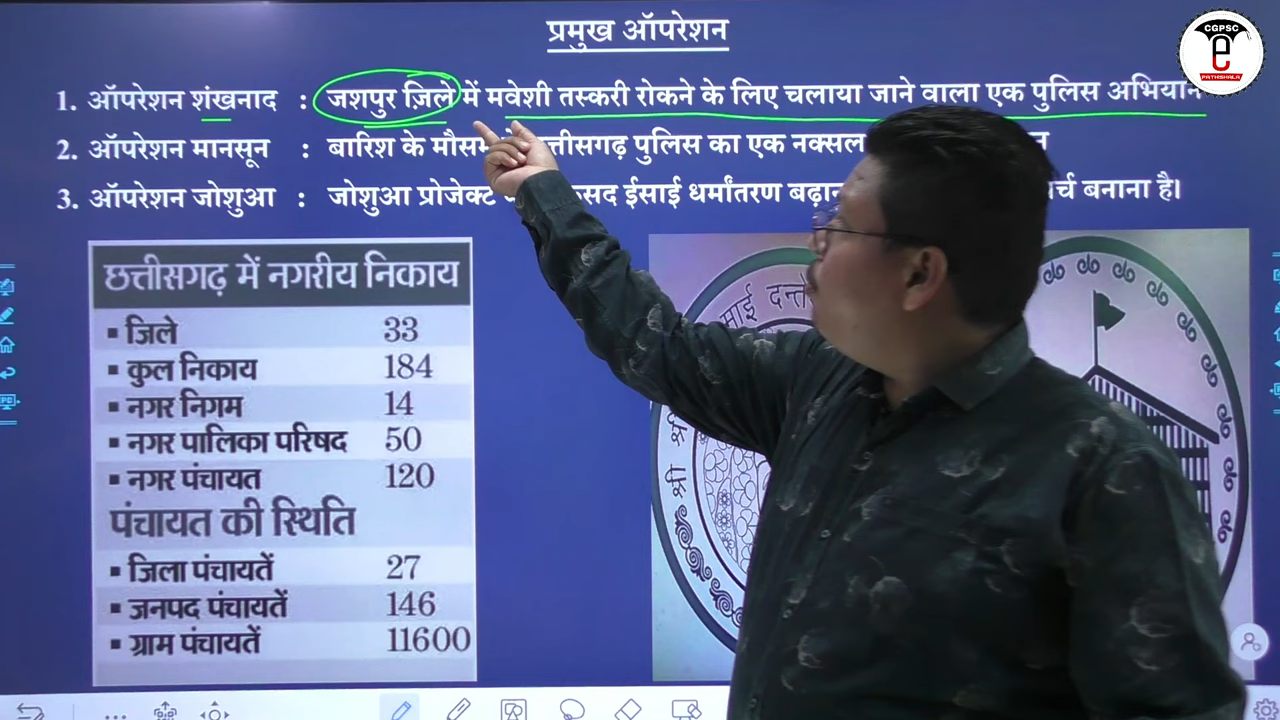 प्रमुख ऑपरेशन
CGPSC
e
PATHSHALA
1. ऑपरेशन शंखनाद : जशपुर ज़िले में मवेशी तस्करी रोकने के लिए चलाया जाने वाला एक पुलिस अभियान
2. ऑपरेशन मानसून : बारिश के छत्तीसगढ़ पुलिस का एक नक्सल
3. ऑपरेशन जोशुआ : जोशुआ प्रोजेक्ट ईसाई धर्मांतरण बनाना है।
छत्तीसगढ़ में नगरीय निकाय
▪ जिले 33
▪ कुल निकाय 184
▪ नगर निगम 14
▪ नगर पालिका परिषद 50
▪ नगर पंचायत 120
पंचायत की स्थिति
▪ जिला पंचायतें 27
▪ जनपद पंचायतें 146
▪ ग्राम पंचायतें 11600
श्री श्री माई